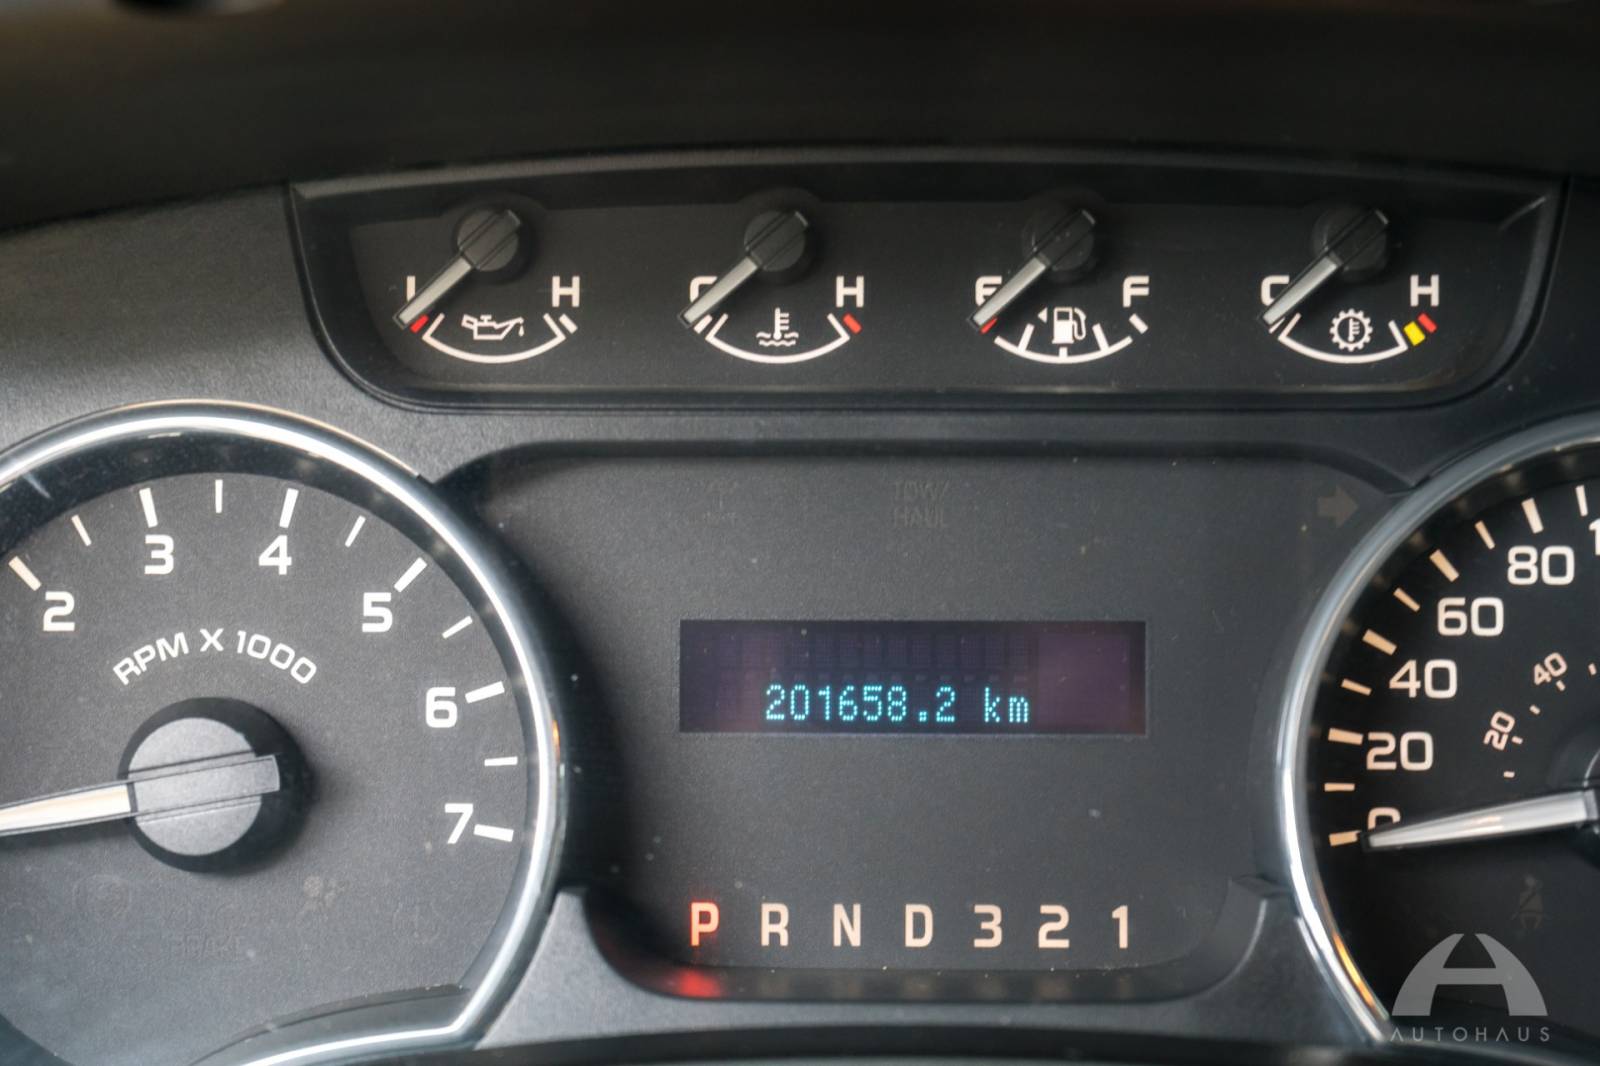 L H
C H
E F
C H
2 3 4 5 6 7
RPM X 1000
TOW/
HAUL
201658.2 km
P R N D 3 2 1
0 20 40 60 80
20 40
BRAKE
AUTOHAUS